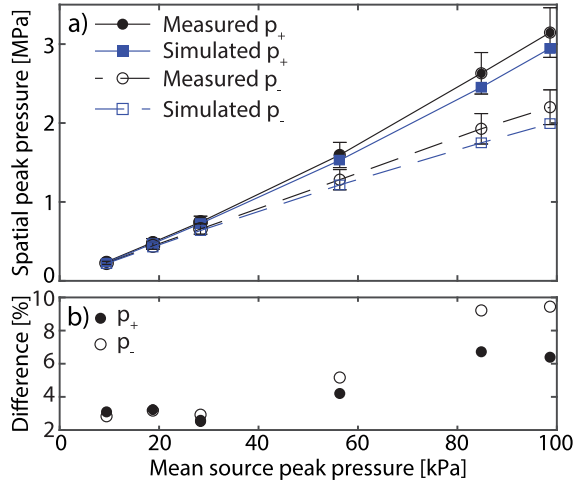 a)
Measured p+
Simulated p+
Measured p-
Simulated p-
Spatial peak pressure [MPa]
3
2
1
0
b)
p+
p-
Difference [%]
10
8
6
4
2
0 20 40 60 80 100
Mean source peak pressure [kPa]